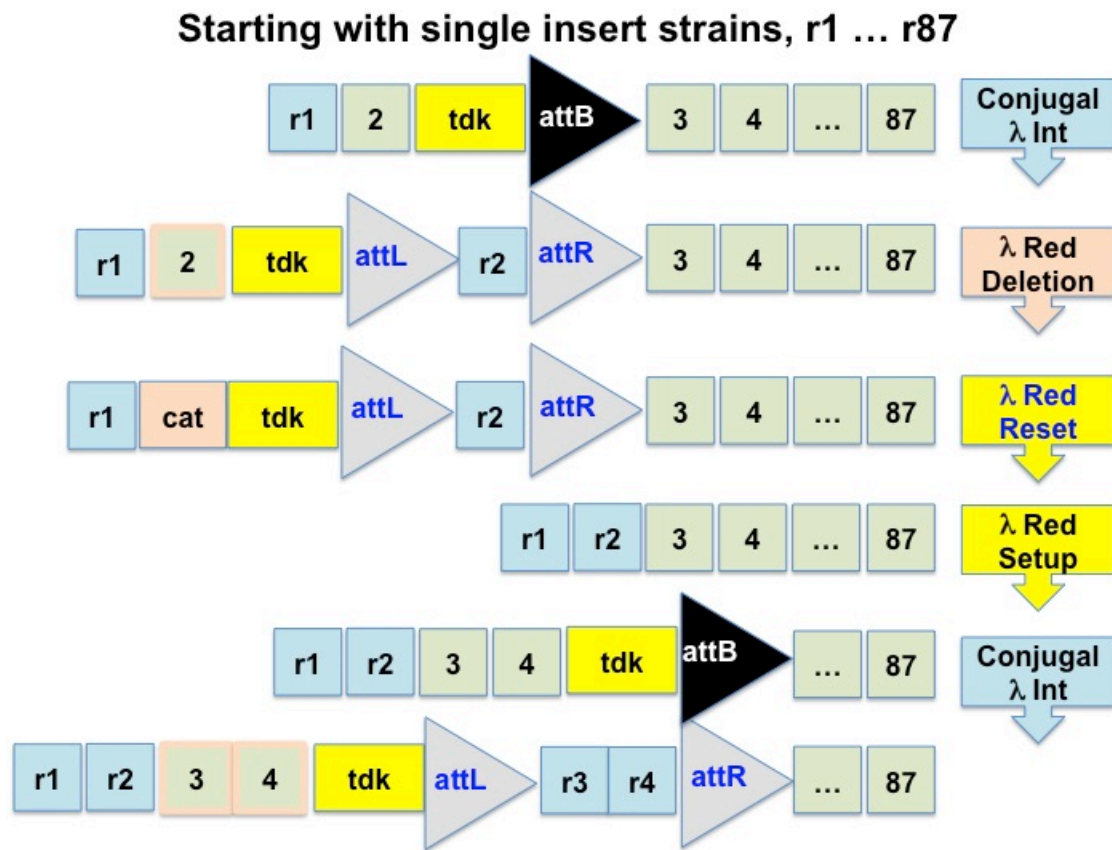 Starting with single insert strains, r1 … r87
r1 2 tdk attB 3 4 … 87
Conjugal
λ Int
r1 2 tdk attL r2 attR 3 4 … 87
λ Red
Deletion
r1 cat tdk attL r2 attR 3 4 … 87
λ Red
Reset
r1 r2 3 4 … 87
λ Red
Setup
r1 r2 3 4 tdk attB … 87
Conjugal
λ Int
r1 r2 3 4 tdk attL r3 r4 attR … 87